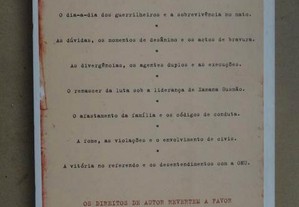 O dia-a-dia dos guerrilheiros e a sobrevivência no mato.
As dúvidas, os momentos de desânimo e os actos de bravura.
As divergências, os agentes duplos e as execuções.
O renascer da luta sob a liderança de Xanana Gusmão.
O afastamento da família e os códigos de conduta.
A fome, as violações e o envolvimento de civis.
A vitória no referendo e os desentendimentos com a ONU.
OS DIREITOS DE AUTOR REVERTEM A FAVOR